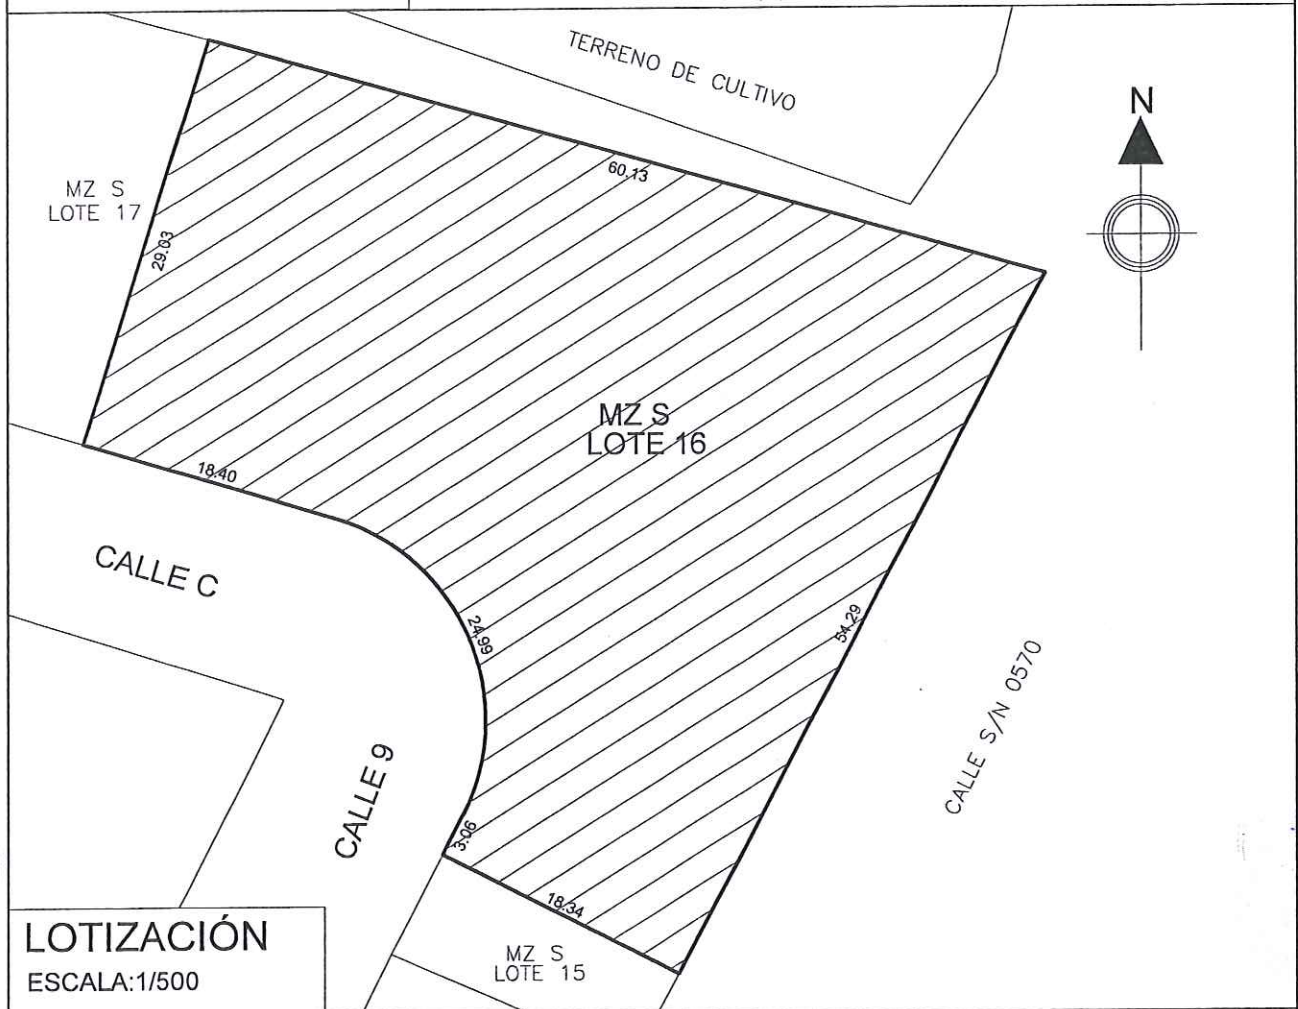 TERRENO DE CULTIVO
N
60.13
MZ S
LOTE 17
29.03
MZ S
LOTE 16
18.40
CALLE C
24.99
54.29
CALLE S/N 0570
CALLE 9
3.06
18.34
MZ S
LOTE 15
LOTIZACIÓN
ESCALA:1/500